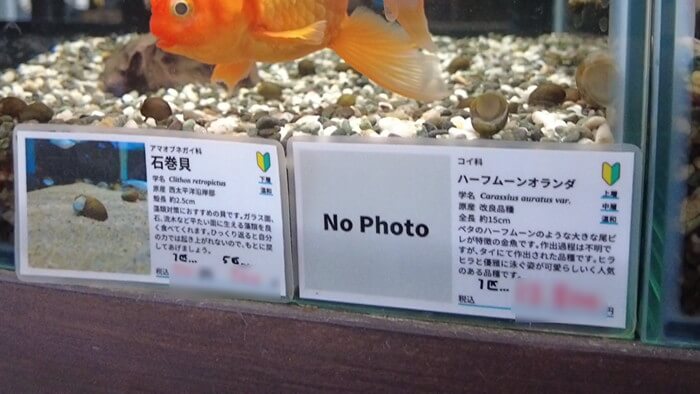 アマオブネガイ科
石巻貝
学名 Clithon retropictus
原産 西太平洋沿岸部
殻長 約2.5cm
下層
温和
藻類対策におすすめの貝です。ガラス面、
石、流木など平たい面に生える藻類を良
く食べてくれます。ひっくり返ると自分
の力では起き上がれないので、もとに戻
してあげましょう。
税込
No Photo
コイ科
ハーフムーンオランダ
学名 Carassius auratus var.
原産 改良品種
全長 約15cm
上層
中層
温和
ベタのハーフムーンのような大きな尾ビ
レが特徴の金魚です。作出過程は不明で
すが、タイにて作出された品種です。ヒラ
ヒラと優雅に泳ぐ姿が可愛らしいく人気
のある品種です。
1匹
税込
円